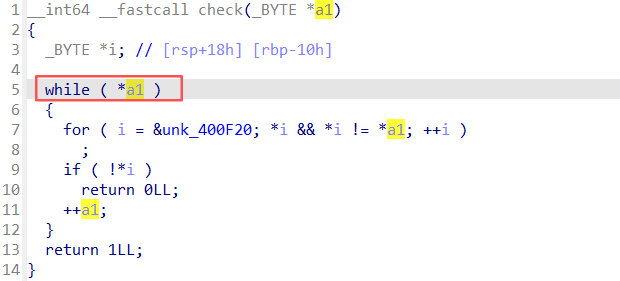 1 __int64 __fastcall check(_BYTE *a1)
2 {
3 _BYTE *i; // [rsp+18h] [rbp-10h]
4
5 while ( *a1 )
6 {
7 for ( i = &unk_400F20; *i && *i != *a1; ++i )
8 ;
9 if ( !*i )
10 return 0LL;
11 ++a1;
12 }
13 return 1LL;
14 }